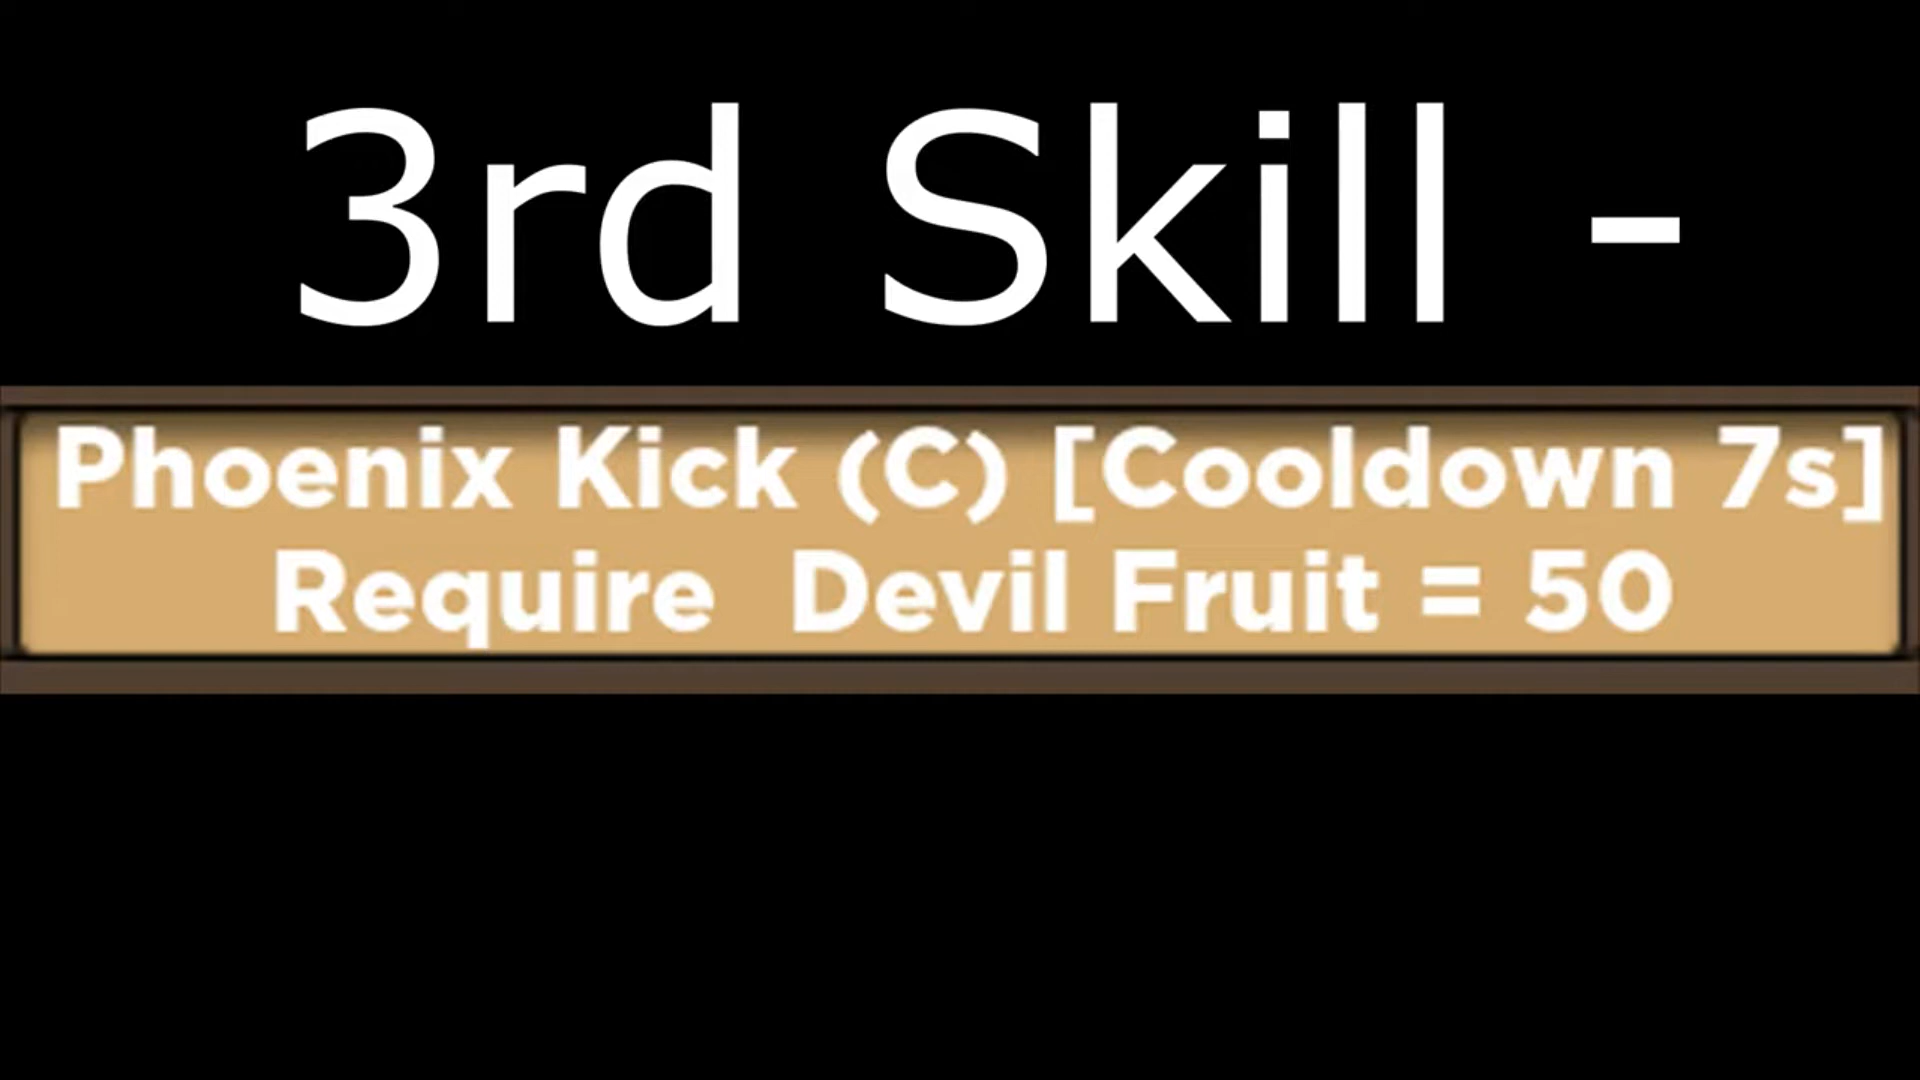 3rd Skill -
Phoenix Kick (C) [Cooldown 7s]
Require Devil Fruit = 50